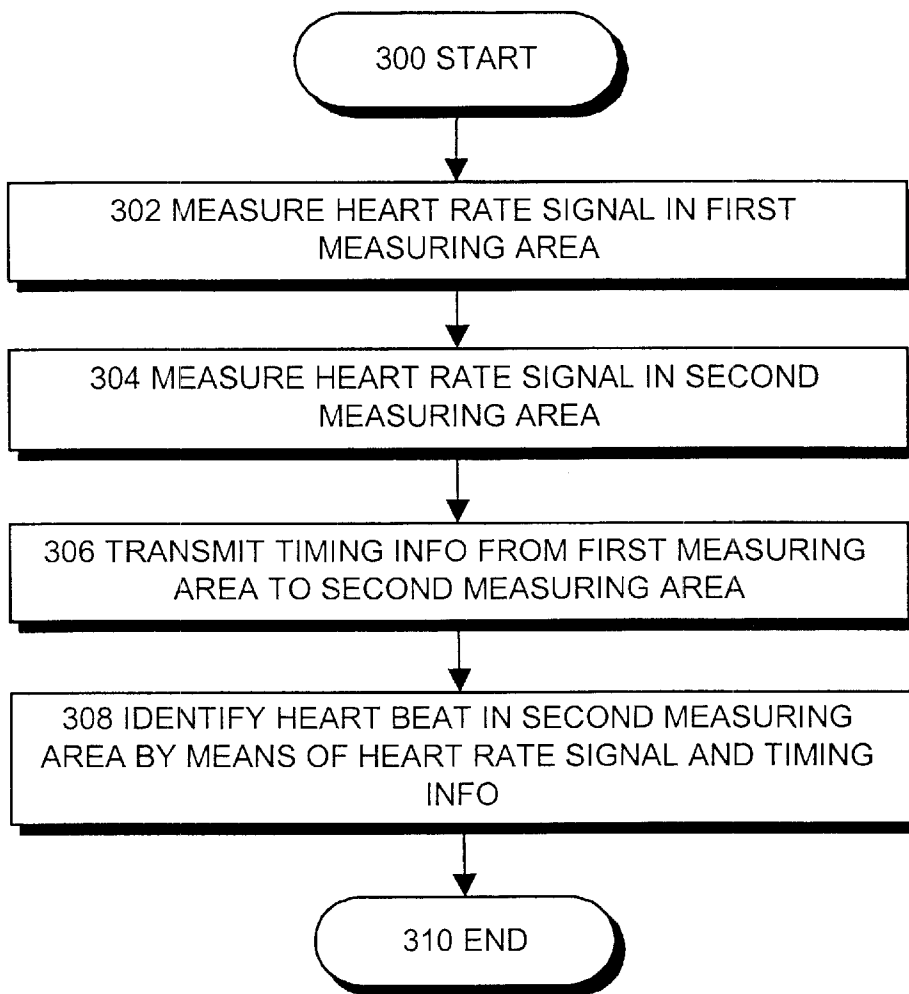 300 START
302 MEASURE HEART RATE SIGNAL IN FIRST
MEASURING AREA
304 MEASURE HEART RATE SIGNAL IN SECOND
MEASURING AREA
306 TRANSMIT TIMING INFO FROM FIRST MEASURING
AREA TO SECOND MEASURING AREA
308 IDENTIFY HEART BEAT IN SECOND MEASURING
AREA BY MEANS OF HEART RATE SIGNAL AND TIMING
INFO
310 END